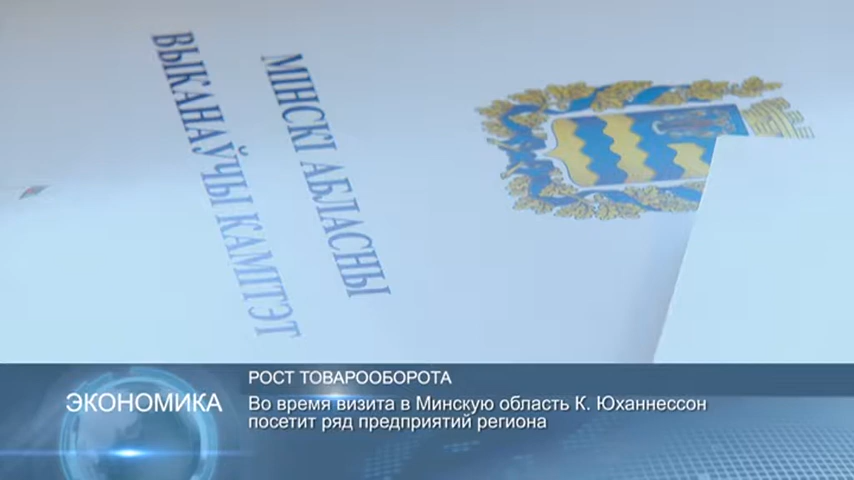 МІНСКІ АБЛАСНЫ
ВЫКАНАЎЧЫ КАМІТЭТ
ЭКОНОМИКА
РОСТ ТОВАРООБОРОТА
Во время визита в Минскую область К. Юханнессон
посетит ряд предприятий региона